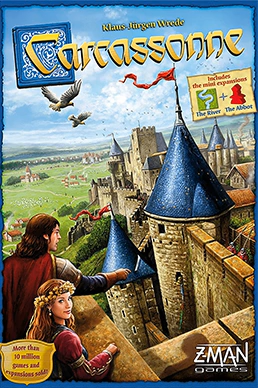 Klaus-Jürgen Wrede
Carcassonne
Includes
the mini expansions
The River
+
The Abbot
More than
10 million
games and
expansions sold!
Z-MAN
games